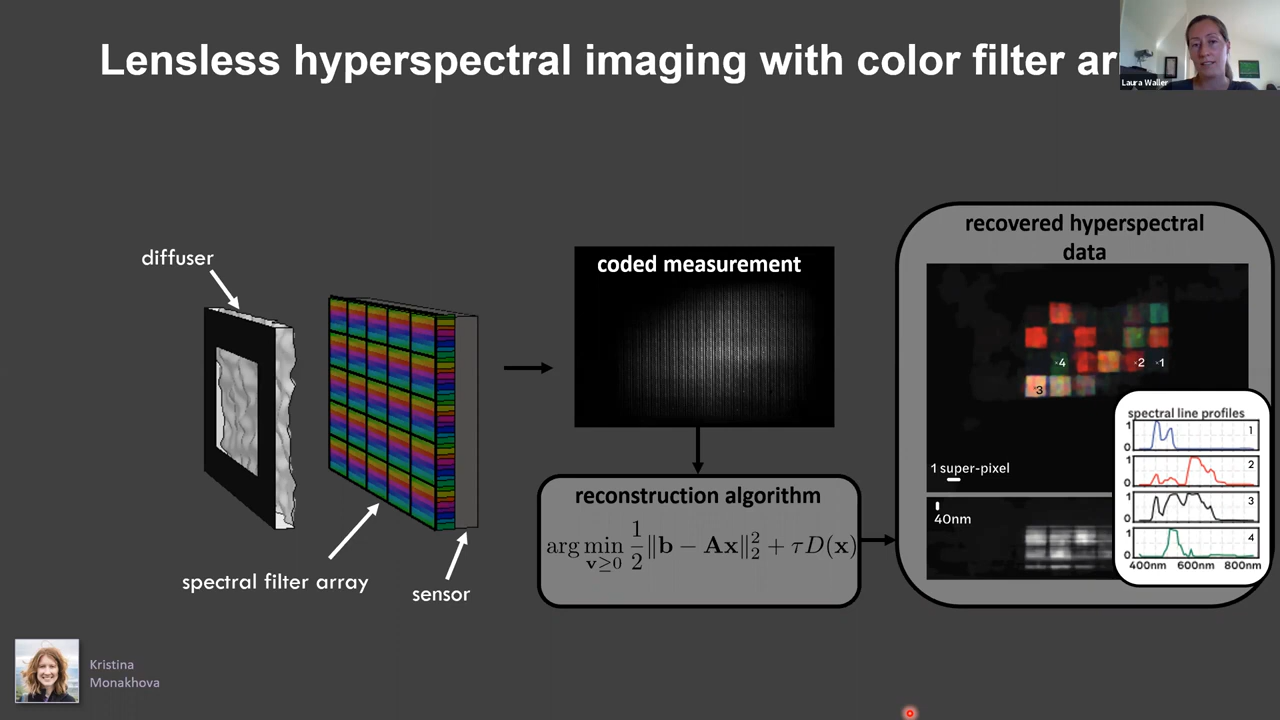 Lensless hyperspectral imaging with color filter ar
Laura Waller
diffuser
spectral filter array
sensor
coded measurement
reconstruction algorithm
arg min 1/2 ||b − Ax||₂² + τD(x)
v≥0
recovered hyperspectral
data
-4
-2
-1
3
1 super-pixel
40nm
spectral line profiles
1
0
1
1
0
2
1
0
3
1
0
4
400nm 600nm 800nm
Kristina
Monakhova